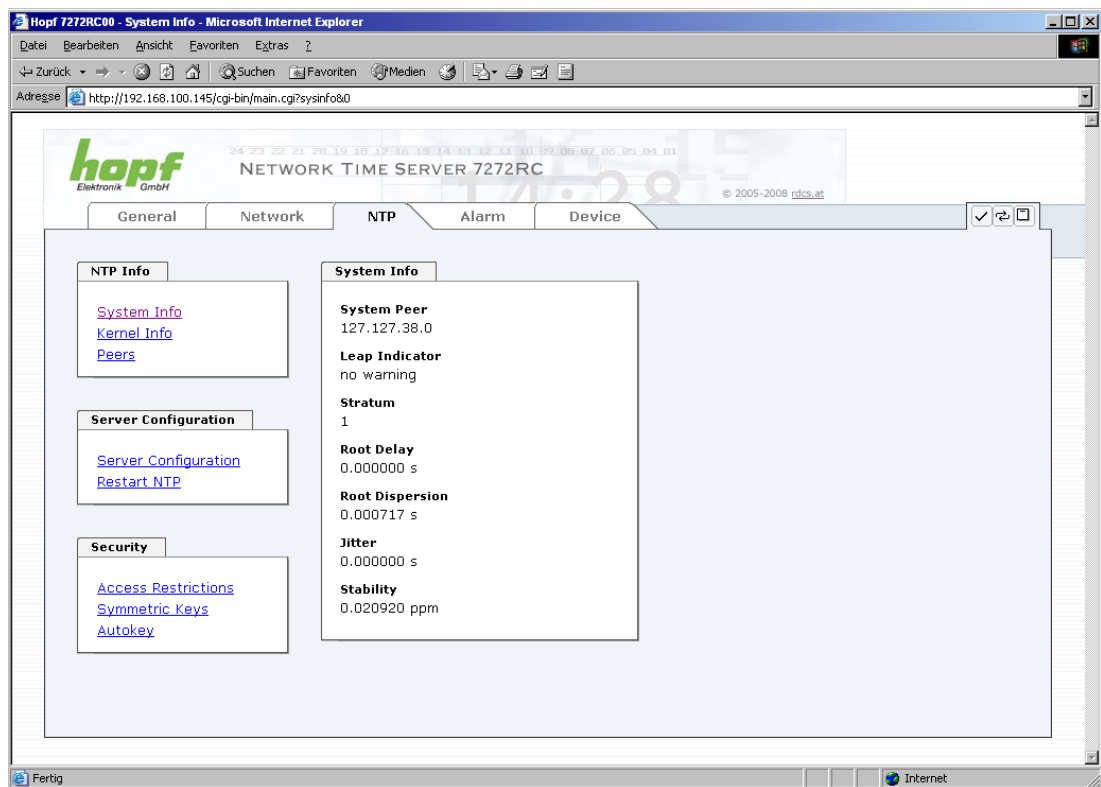 Hopf 7272RC00 - System Info - Microsoft Internet Explorer
Datei Bearbeiten Ansicht Favoriten Extras ?
Zurück Suchen Favoriten Medien
Adresse http://192.168.100.145/cgi-bin/main.cgi?sysinfo&0
hopf
Elektronik GmbH
24 23 22 21 20 19 18 17 16 15 14 13 12 11 10 09 08 07 06 05 04 01
NETWORK TIME SERVER 7272RC
14:28
© 2005-2008 rdcs.at
General Network NTP Alarm Device
NTP Info
System Info
Kernel Info
Peers
Server Configuration
Server Configuration
Restart NTP
Security
Access Restrictions
Symmetric Keys
Autokey
System Info
System Peer
127.127.38.0
Leap Indicator
no warning
Stratum
1
Root Delay
0.000000 s
Root Dispersion
0.000717 s
Jitter
0.000000 s
Stability
0.020920 ppm
Fertig
Internet